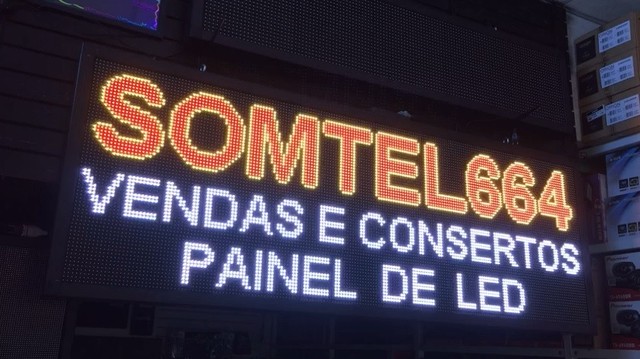 SOMTEL664
VENDAS E CONSERTOS
PAINEL DE LED